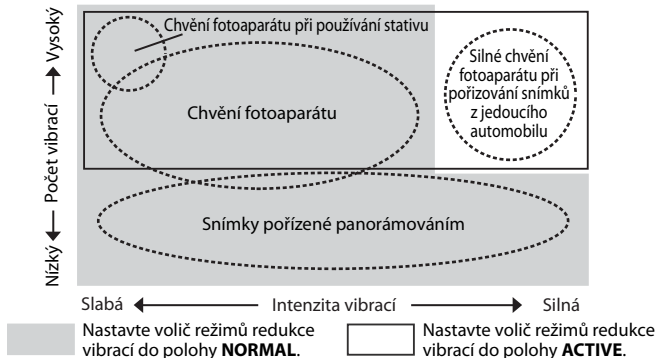 Vysoký
Počet vibrací
Nízký
Chvění fotoaparátu při používání stativu
Chvění fotoaparátu
Silné chvění
fotoaparátu při
pořizování snímků
z jedoucího
automobilu
Snímky pořízené panorámováním
Slabá
Intenzita vibrací
Silná
Nastavte volič režimů redukce
vibrací do polohy NORMAL.
Nastavte volič režimů redukce
vibrací do polohy ACTIVE.